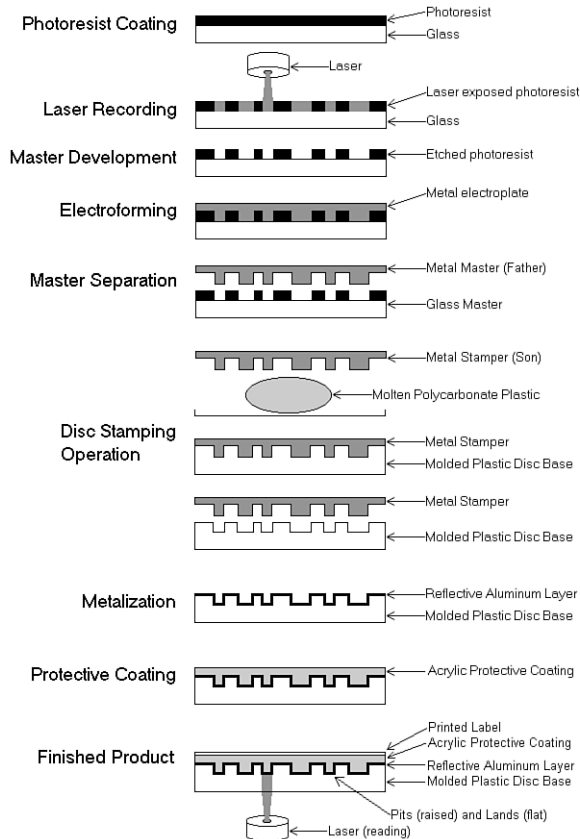 Photoresist Coating
Photoresist
Glass
Laser
Laser Recording
Laser exposed photoresist
Glass
Master Development
Etched photoresist
Electroforming
Metal electroplate
Master Separation
Metal Master (Father)
Glass Master
Metal Stamper (Son)
Molten Polycarbonate Plastic
Disc Stamping
Operation
Metal Stamper
Molded Plastic Disc Base
Metal Stamper
Molded Plastic Disc Base
Metalization
Reflective Aluminum Layer
Molded Plastic Disc Base
Protective Coating
Acrylic Protective Coating
Finished Product
Printed Label
Acrylic Protective Coating
Reflective Aluminum Layer
Molded Plastic Disc Base
Pits (raised) and Lands (flat)
Laser (reading)